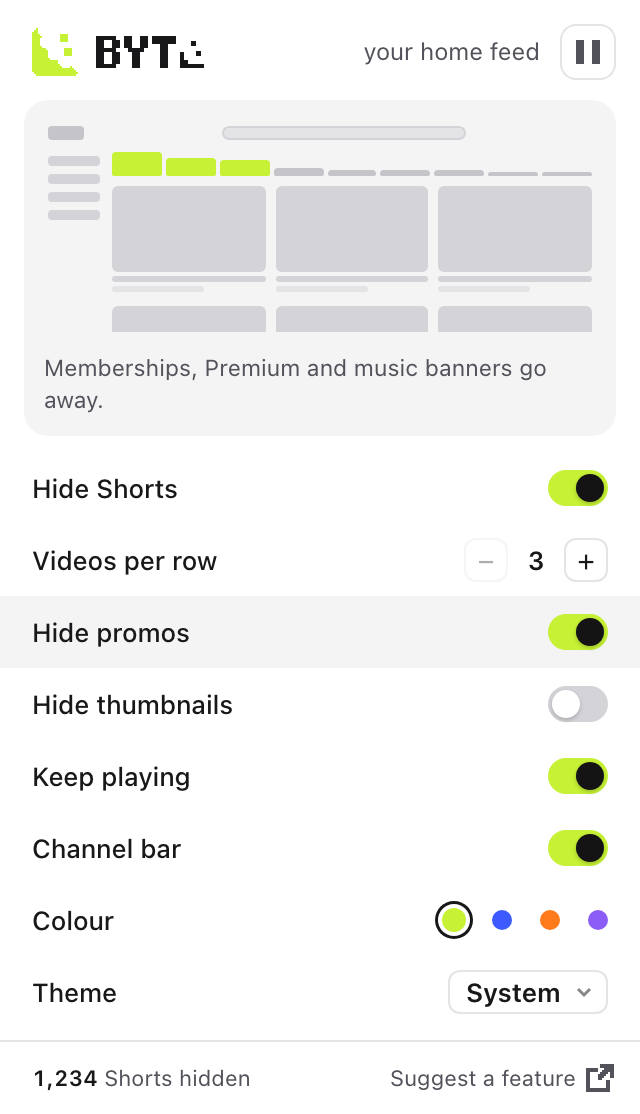 BYTE
your home feed
Memberships, Premium and music banners go
away.
Hide Shorts
Videos per row
− 3 +
Hide promos
Hide thumbnails
Keep playing
Channel bar
Colour
Theme
System
1,234 Shorts hidden
Suggest a feature